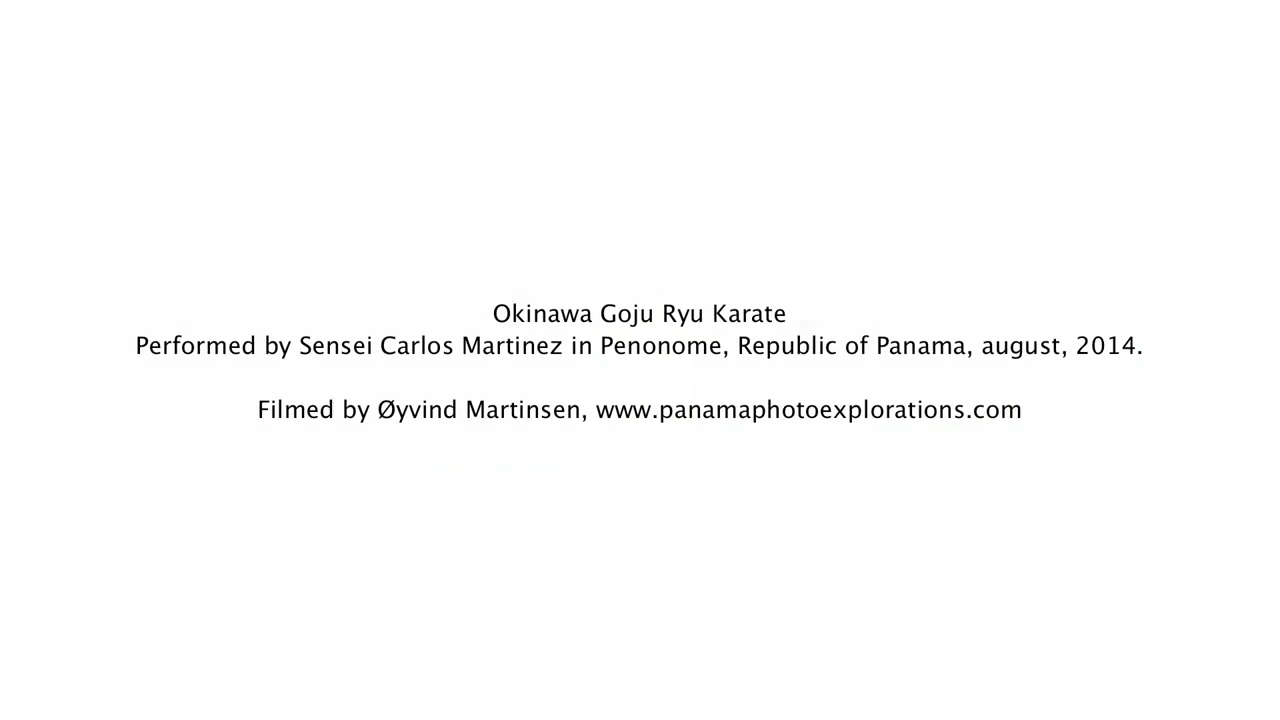 Okinawa Goju Ryu Karate
Performed by Sensei Carlos Martinez in Penonome, Republic of Panama, august, 2014.
Filmed by Øyvind Martinsen, www.panamaphotoexplorations.com